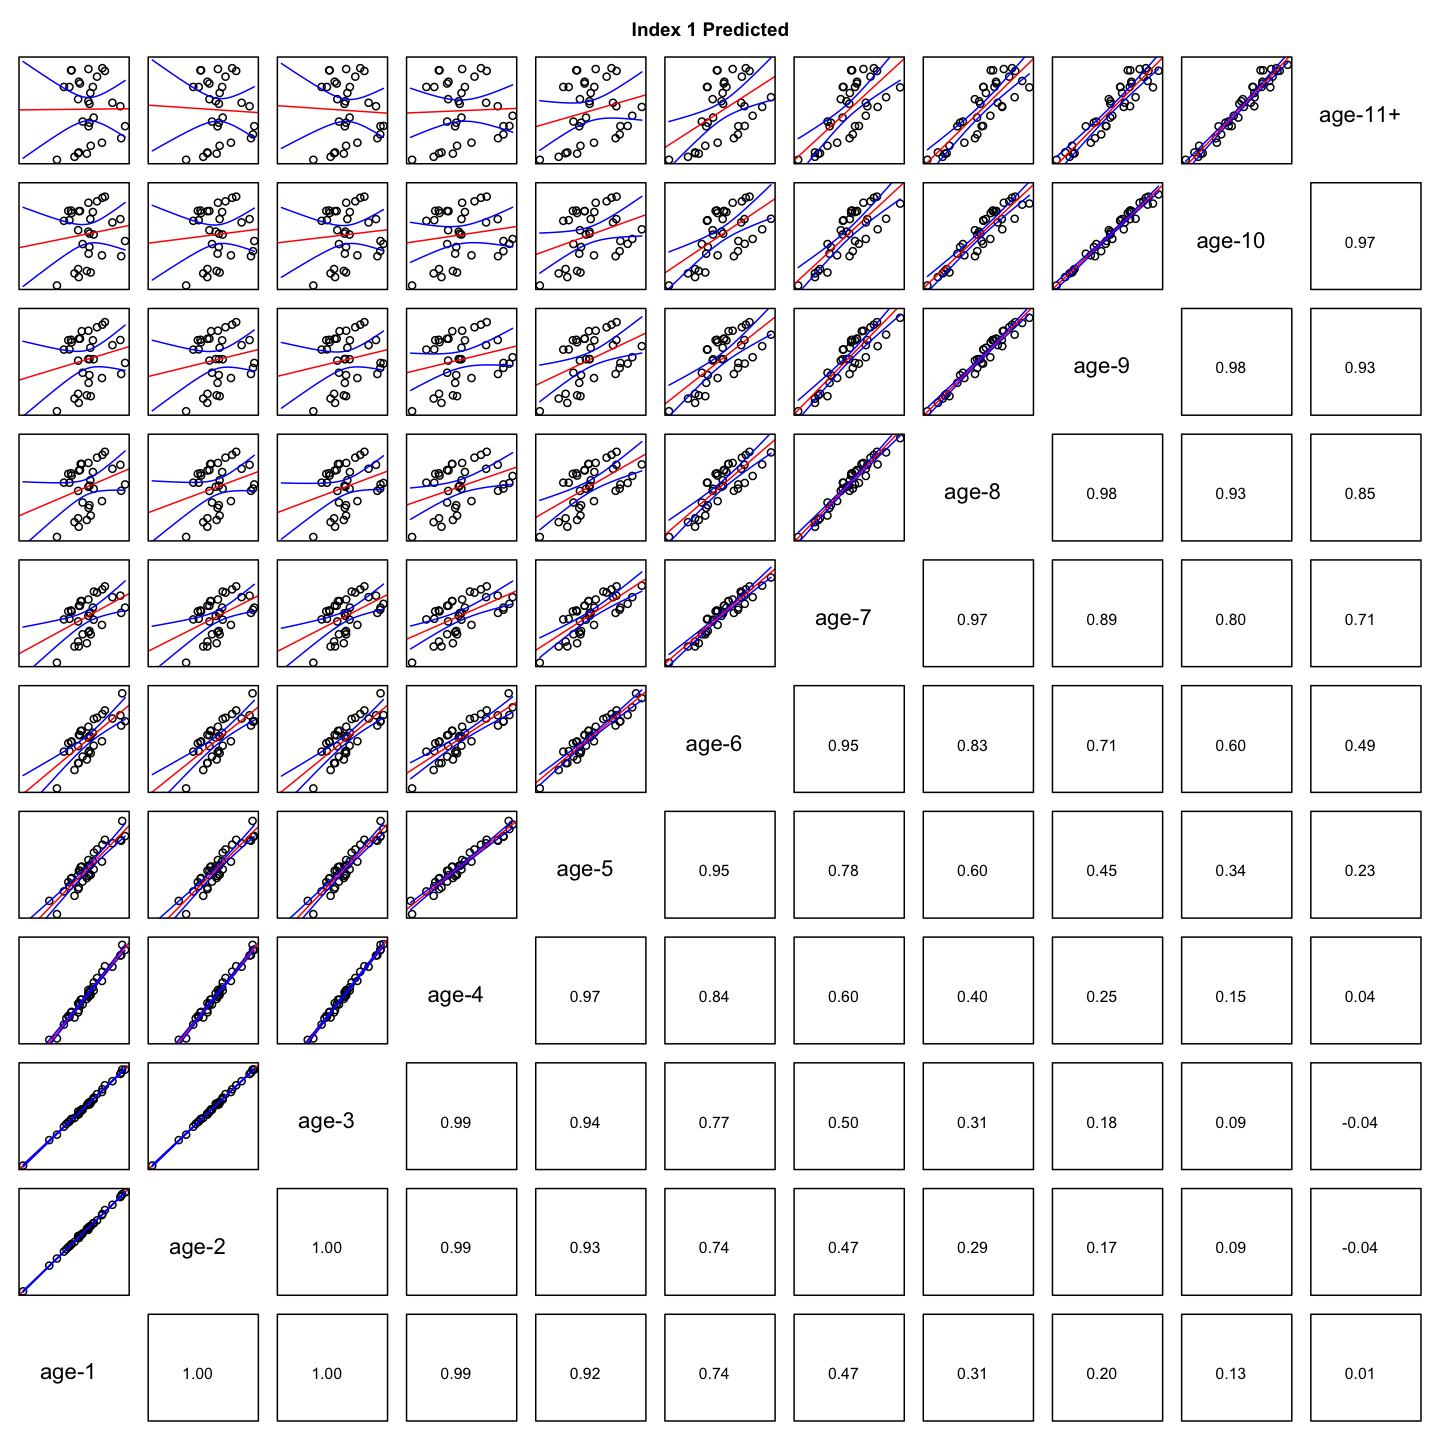 Index 1 Predicted
age-11+
age-10 0.97
age-9 0.98 0.93
age-8 0.98 0.93 0.85
age-7 0.97 0.89 0.80 0.71
age-6 0.95 0.83 0.71 0.60 0.49
age-5 0.95 0.78 0.60 0.45 0.34 0.23
age-4 0.97 0.84 0.60 0.40 0.25 0.15 0.04
age-3 0.99 0.94 0.77 0.50 0.31 0.18 0.09 -0.04
age-2 1.00 0.99 0.93 0.74 0.47 0.29 0.17 0.09 -0.04
age-1 1.00 1.00 0.99 0.92 0.74 0.47 0.31 0.20 0.13 0.01